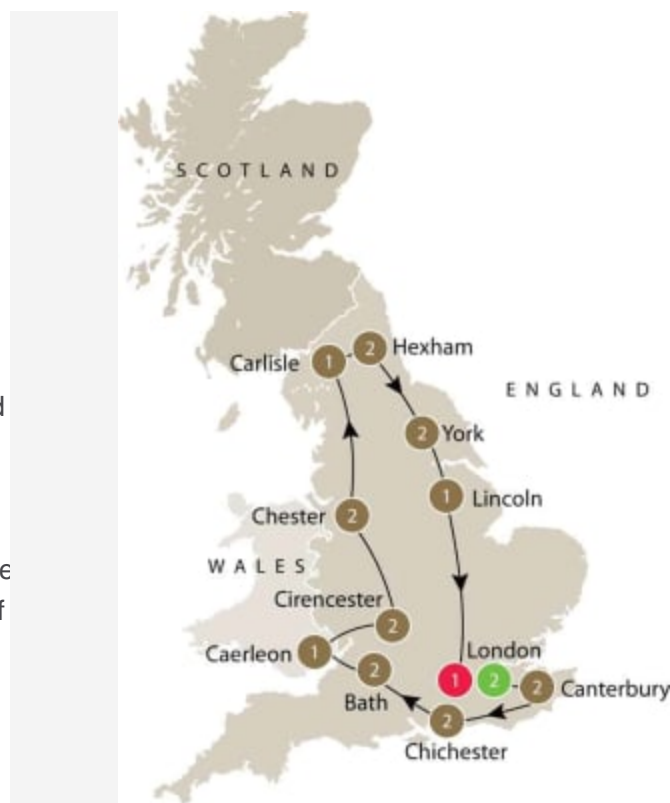 SCOTLAND
Carlisle 1 2 Hexham
ENGLAND
2 York
1 Lincoln
Chester 2
WALES
Cirencester 2
London
Caerleon 1
1 2 2 Canterbury
2
Bath
2
Chichester
d
e
f